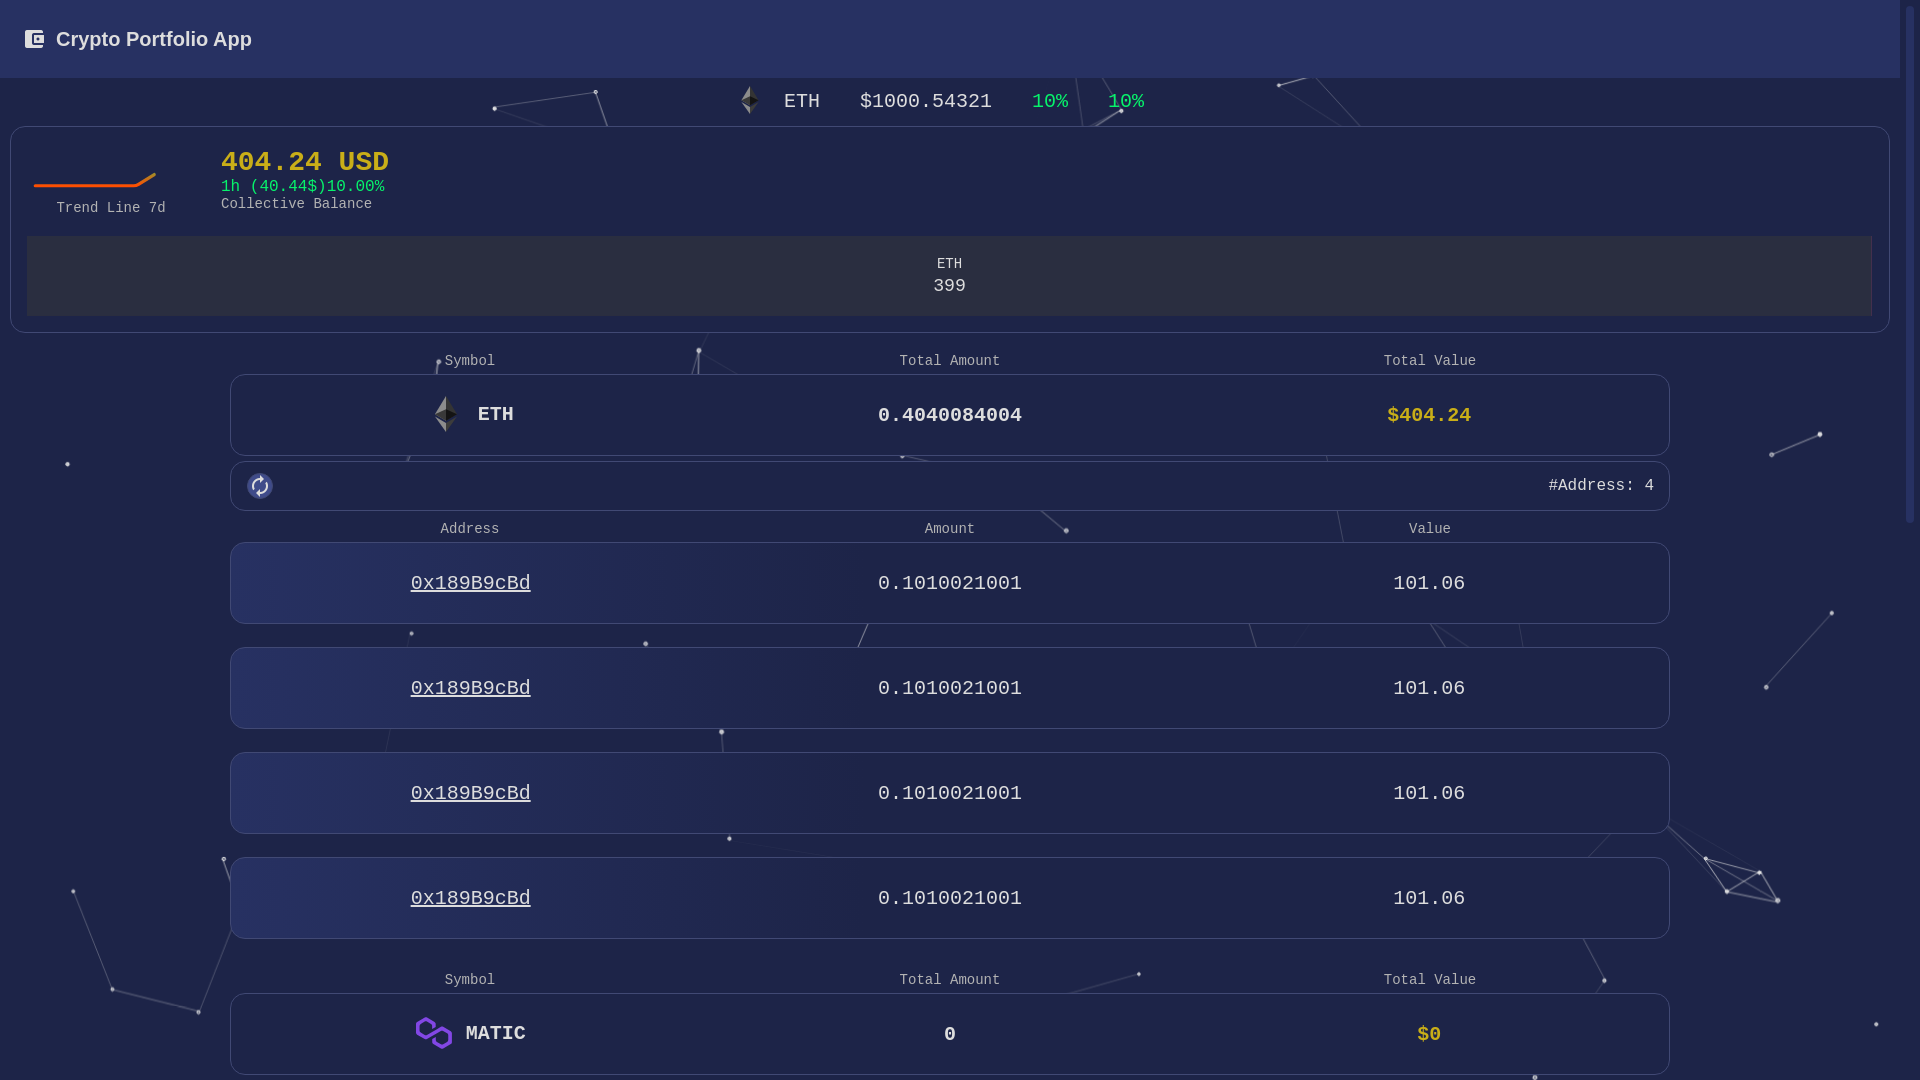 Crypto Portfolio App
ETH $1000.54321 10% 10%
404.24 USD
1h (40.44$)10.00%
Collective Balance
Trend Line 7d
ETH
399
Symbol Total Amount Total Value
ETH 0.4040084004 $404.24
#Address: 4
Address Amount Value
0x189B9cBd 0.1010021001 101.06
0x189B9cBd 0.1010021001 101.06
0x189B9cBd 0.1010021001 101.06
0x189B9cBd 0.1010021001 101.06
Symbol Total Amount Total Value
MATIC 0 $0